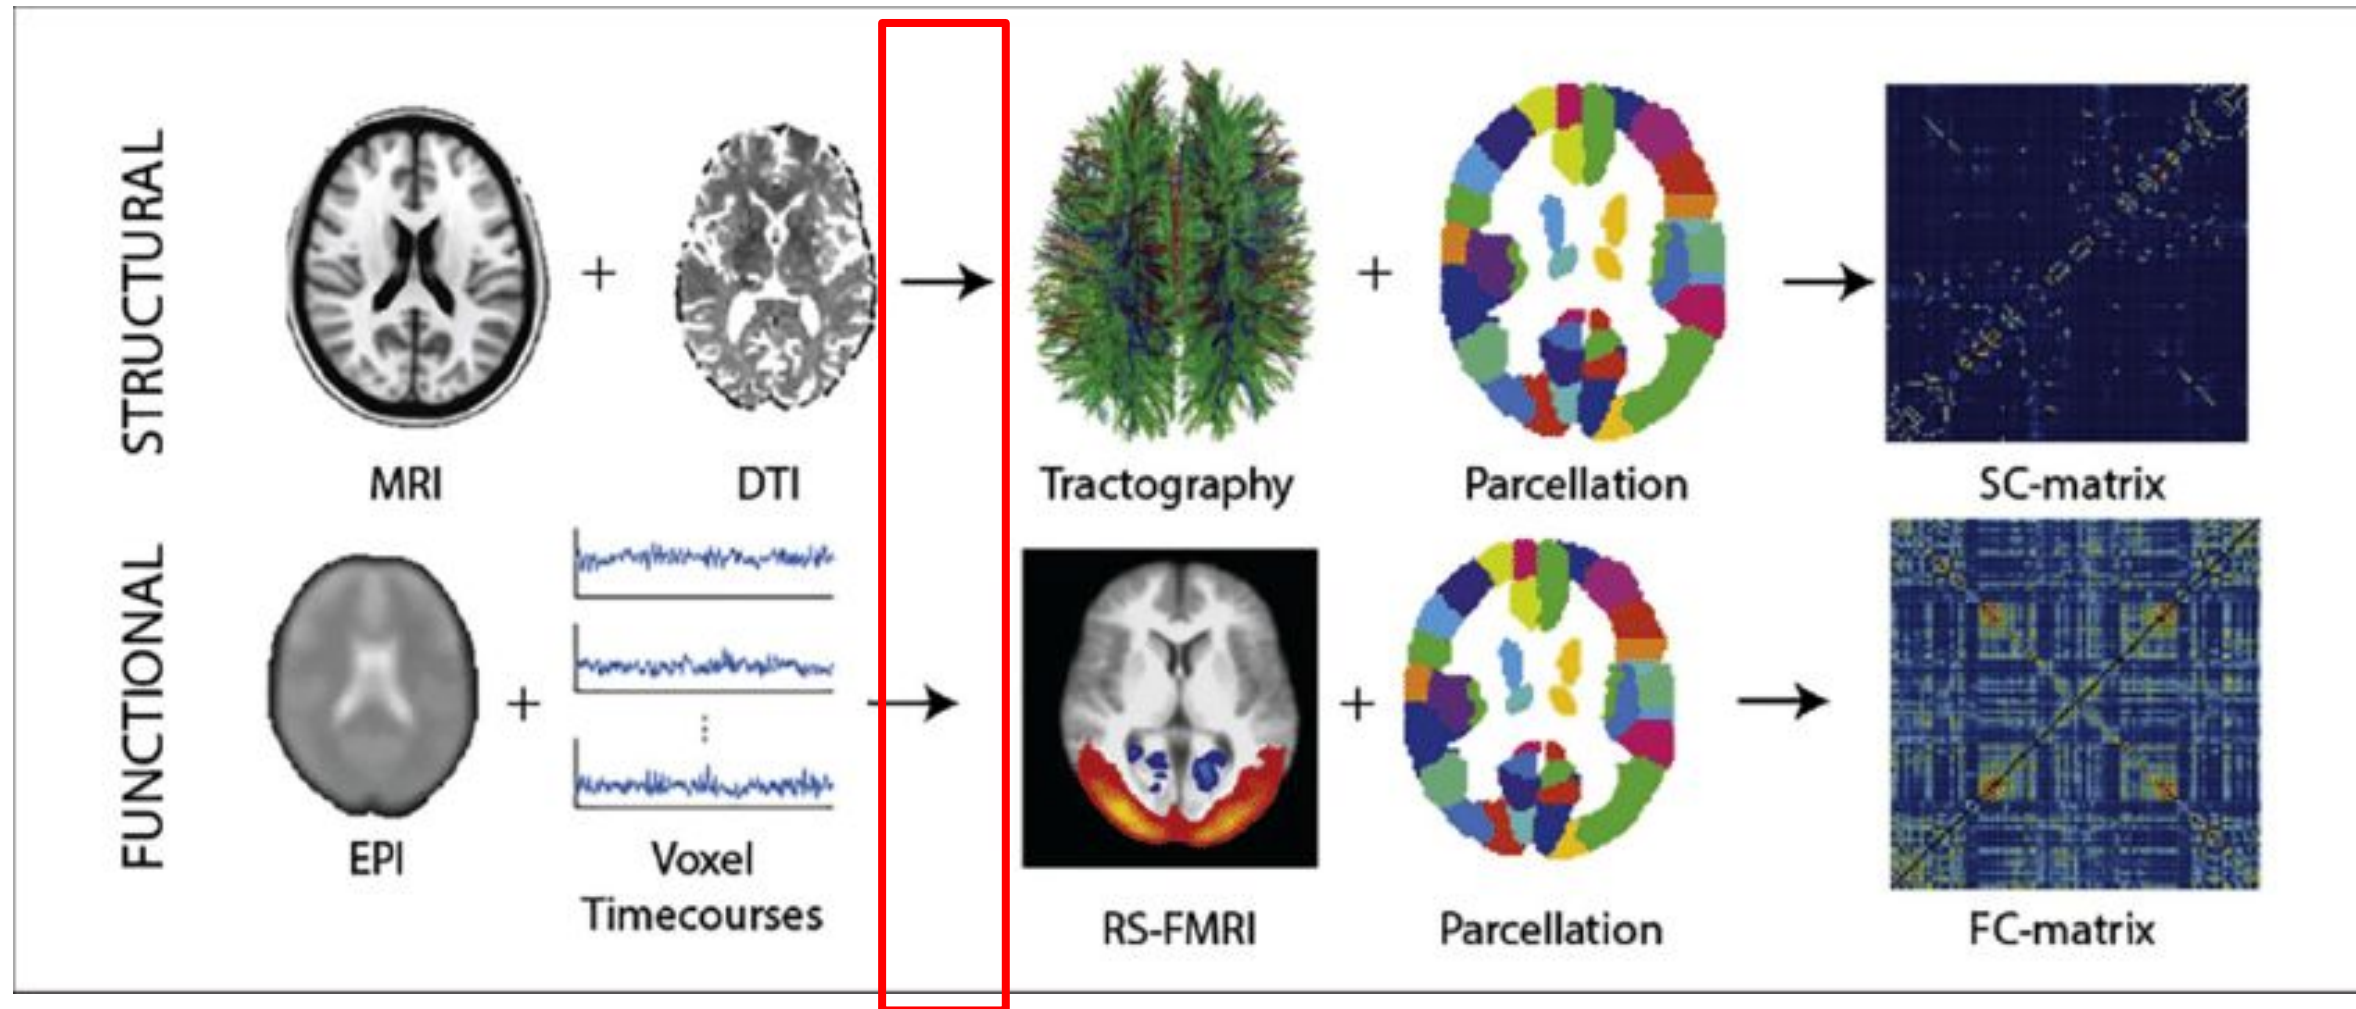 STRUCTURAL
+
+
MRI
DTI
Tractography
Parcellation
SC-matrix
FUNCTIONAL
+
+
EPI
Voxel
Timecourses
RS-FMRI
Parcellation
FC-matrix